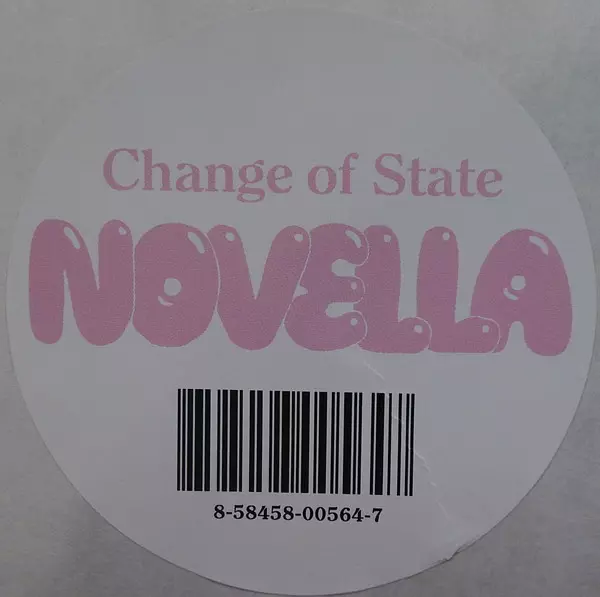 Change of State
NOVELLA
8-58458-00564-7